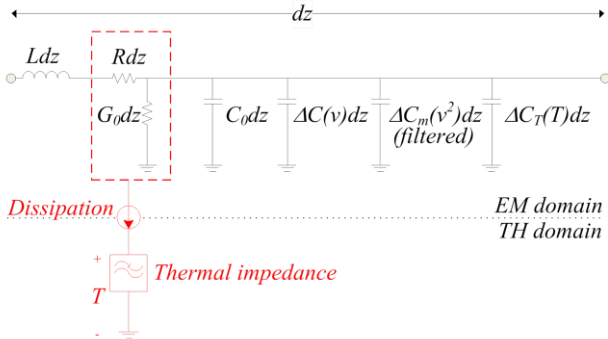 dz
Ldz
Rdz
G₀dz
C₀dz
ΔC(v)dz
ΔCₘ(v²)dz
(filtered)
ΔC_T(T)dz
Dissipation
EM domain
TH domain
+
T
-
Thermal impedance